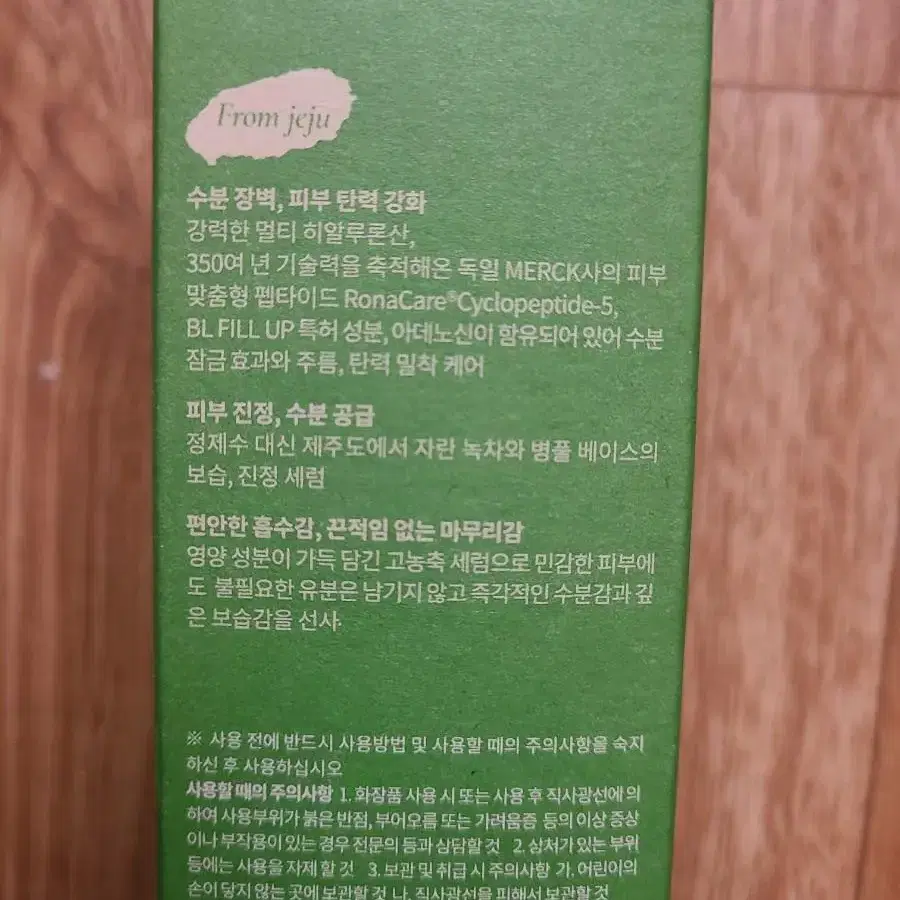 From jeju
수분 장벽, 피부 탄력 강화
강력한 멀티 히알루론산,
350여 년 기술력을 축적해온 독일 MERCK사의 피부
맞춤형 펩타이드 RonaCare®Cyclopeptide-5,
BL FILL UP 특허 성분, 아데노신이 함유되어 있어 수분
잠금 효과와 주름, 탄력 밀착 케어
피부 진정, 수분 공급
정제수 대신 제주도에서 자란 녹차와 병풀 베이스의
보습, 진정 세럼
편안한 흡수감, 끈적임 없는 마무리감
영양 성분이 가득 담긴 고농축 세럼으로 민감한 피부에
도 불필요한 유분은 남기지 않고 즉각적인 수분감과 깊
은 보습감을 선사.
※ 사용 전에 반드시 사용방법 및 사용할 때의 주의사항을 숙지
하신 후 사용하십시오
사용할 때의 주의사항 1. 화장품 사용 시 또는 사용 후 직사광선에 의
하여 사용부위가 붉은 반점, 부어오름 또는 가려움증 등의 이상 증상
이나 부작용이 있는 경우 전문의 등과 상담할 것 2. 상처가 있는 부위
등에는 사용을 자제할 것 3. 보관 및 취급 시 주의사항 가. 어린이의
손이 닿지 않는 곳에 보관할 것 나. 직사광선을 피해서 보관할 것